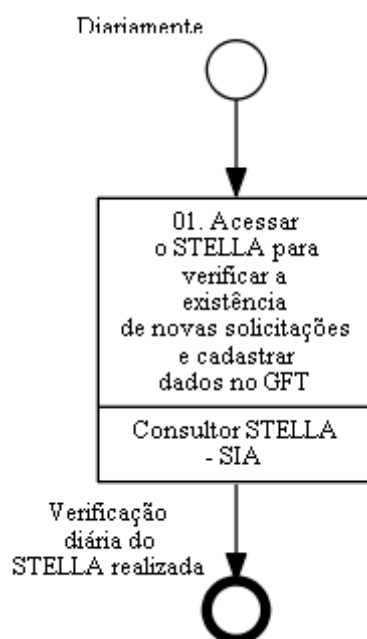 Diariamente
01. Acessar
o STELLA para
verificar a
existência
de novas solicitações
e cadastrar
dados no GFT
Consultor STELLA
- SIA
Verificação
diária do
STELLA realizada